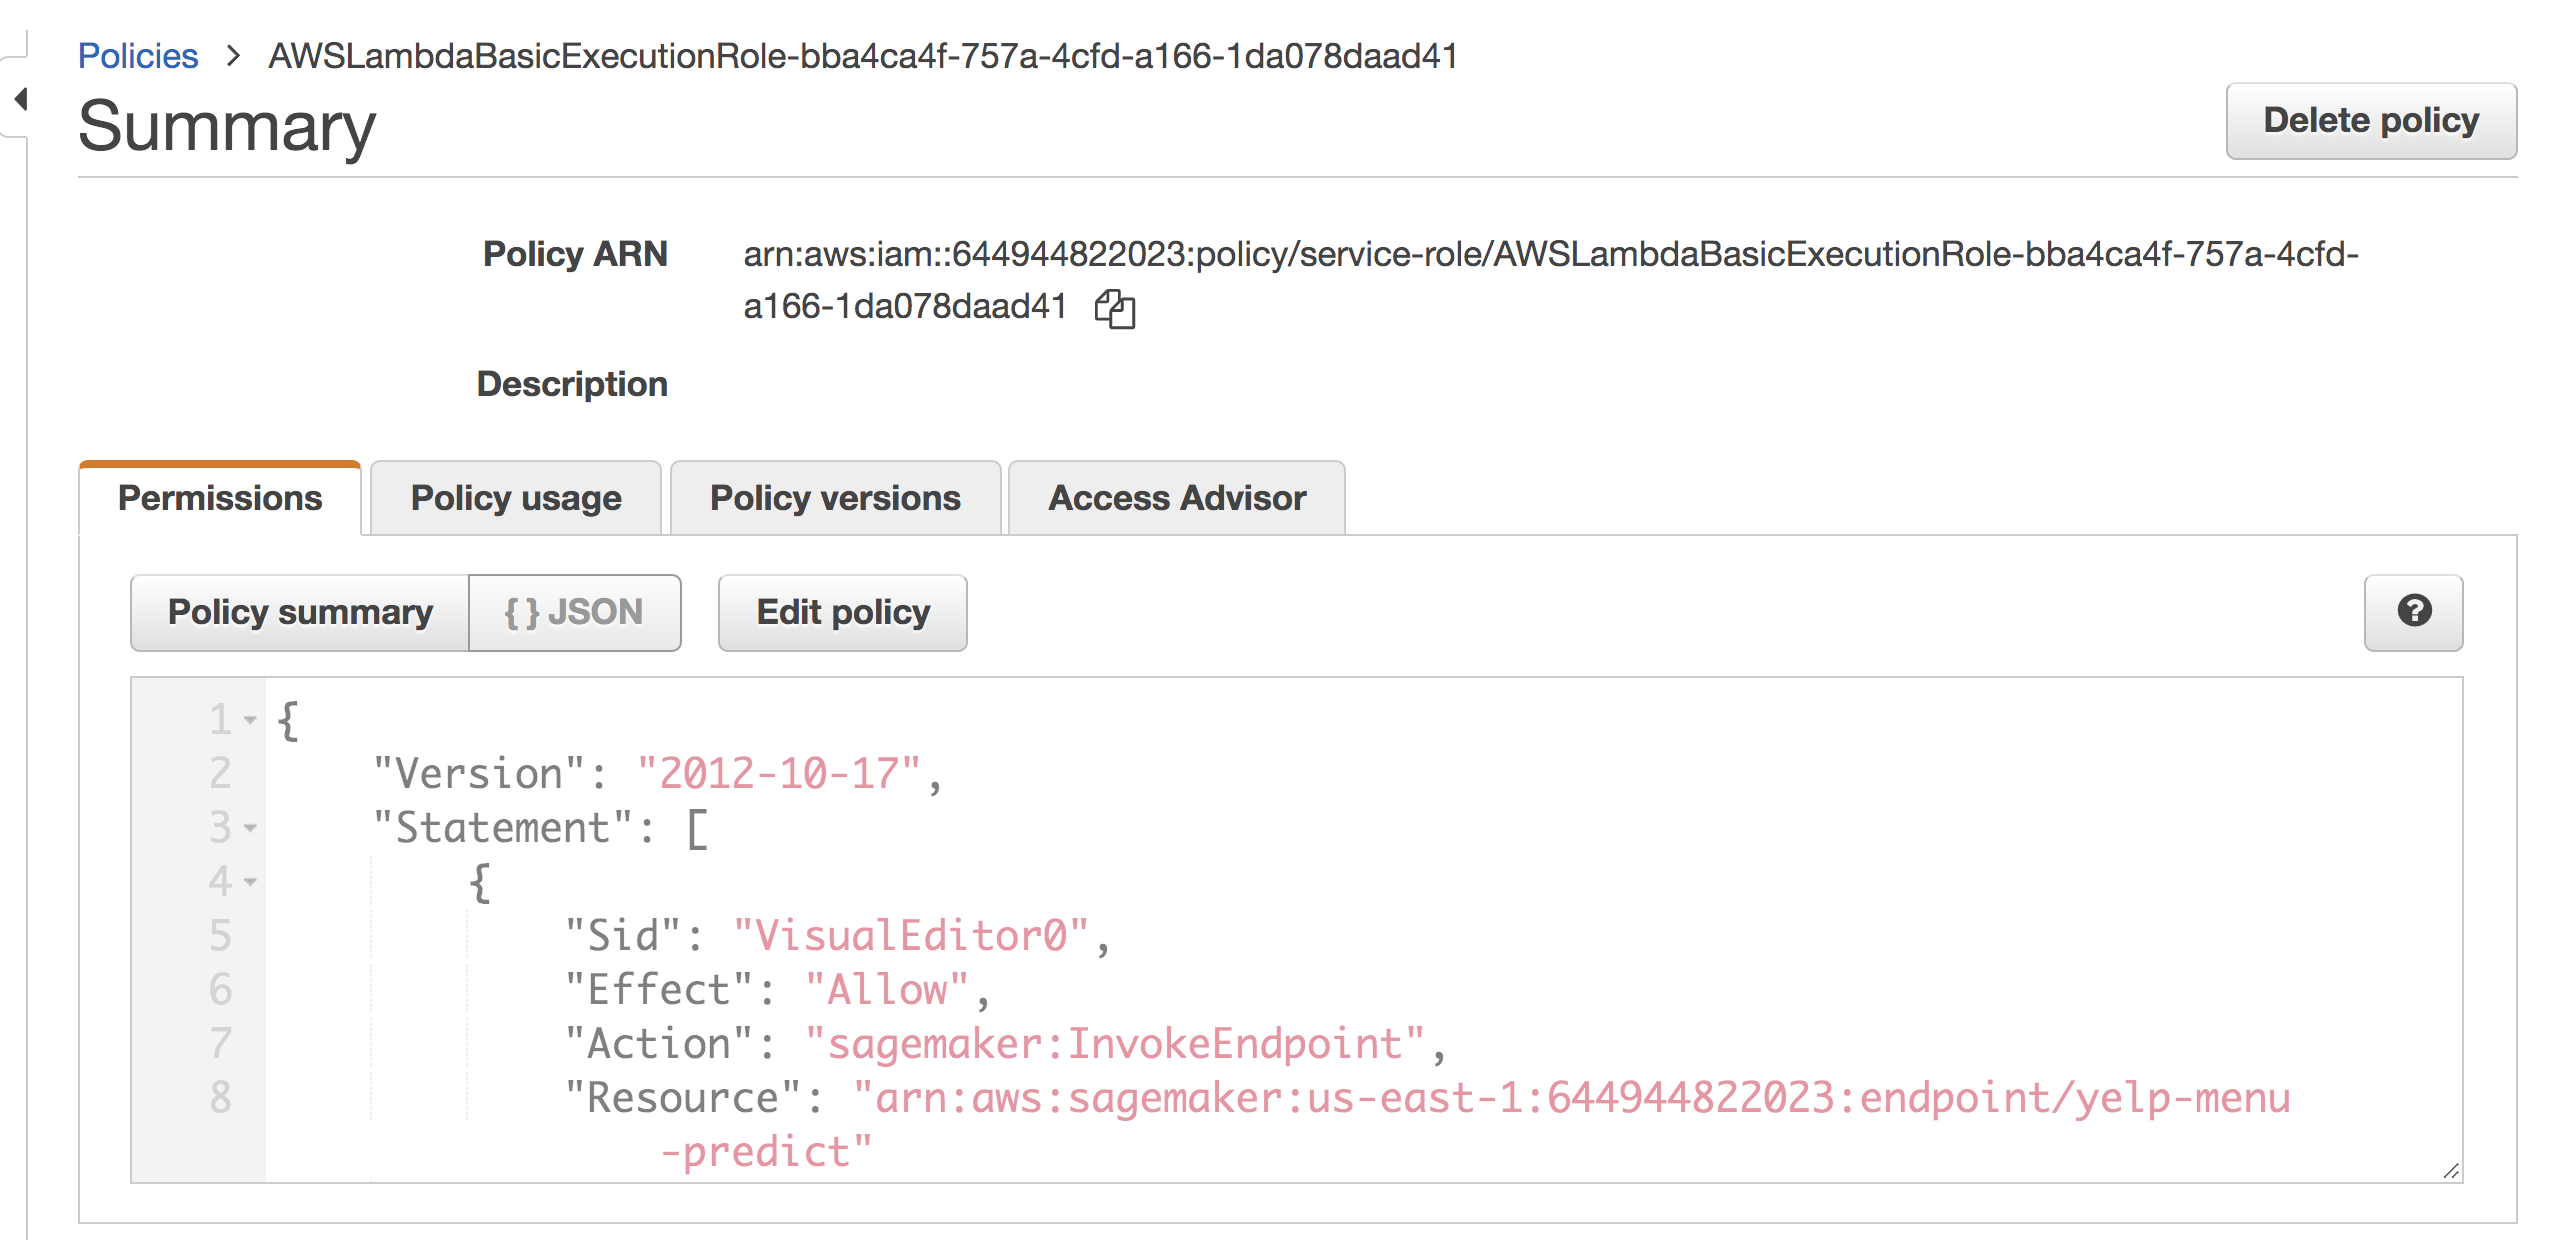 Policies > AWSLambdaBasicExecutionRole-bba4ca4f-757a-4cfd-a166-1da078daad41
Summary
Delete policy
Policy ARN arn:aws:iam::644944822023:policy/service-role/AWSLambdaBasicExecutionRole-bba4ca4f-757a-4cfd-
a166-1da078daad41
Description
Permissions Policy usage Policy versions Access Advisor
Policy summary { } JSON Edit policy ?
1 {
2 "Version": "2012-10-17",
3 "Statement": [
4 {
5 "Sid": "VisualEditor0",
6 "Effect": "Allow",
7 "Action": "sagemaker:InvokeEndpoint",
8 "Resource": "arn:aws:sagemaker:us-east-1:644944822023:endpoint/yelp-menu
-predict"